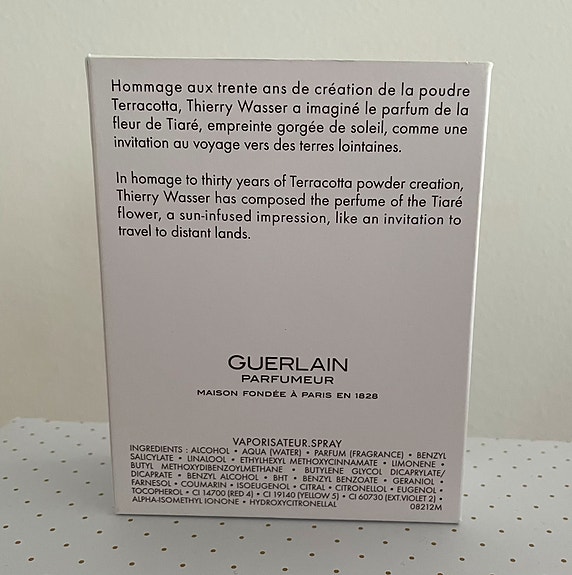 Hommage aux trente ans de création de la poudre
Terracotta, Thierry Wasser a imaginé le parfum de la
fleur de Tiaré, empreinte gorgée de soleil, comme une
invitation au voyage vers des terres lointaines.
In homage to thirty years of Terracotta powder creation,
Thierry Wasser has composed the perfume of the Tiaré
flower, a sun-infused impression, like an invitation to
travel to distant lands.
GUERLAIN
PARFUMEUR
MAISON FONDÉE À PARIS EN 1828
VAPORISATEUR.SPRAY
INGREDIENTS : ALCOHOL • AQUA (WATER) • PARFUM (FRAGRANCE) • BENZYL
SALICYLATE • LINALOOL • ETHYLHEXYL METHOXYCINNAMATE • LIMONENE •
BUTYL METHOXYDIBENZOYLMETHANE • BUTYLENE GLYCOL DICAPRYLATE/
DICAPRATE • BENZYL ALCOHOL • BHT • BENZYL BENZOATE • GERANIOL •
FARNESOL • COUMARIN • ISOEUGENOL • CITRAL • CITRONELLOL • EUGENOL •
TOCOPHEROL • CI 14700 (RED 4) • CI 19140 (YELLOW 5) • CI 60730 (EXT.VIOLET 2) •
ALPHA-ISOMETHYL IONONE • HYDROXYCITRONELLAL 08212M